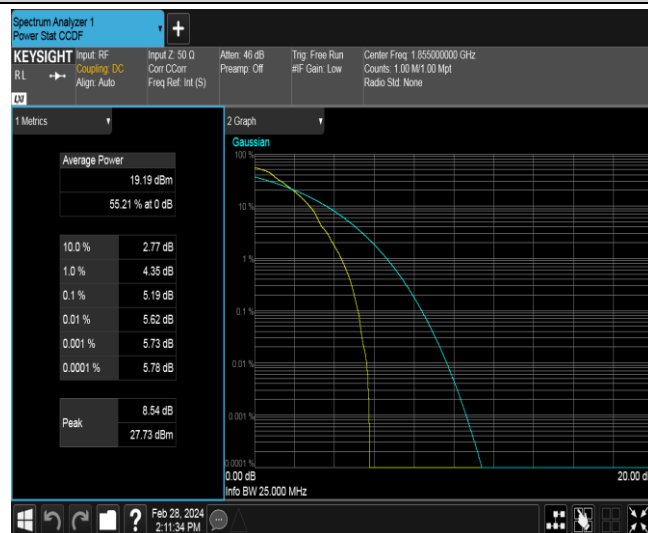 Spectrum Analyzer 1
Power Stat CCDF
+
KEYSIGHT
RL
LXI
Input: RF
Coupling: DC
Align: Auto
Input Z: 50 Ω
Corr CCorr
Freq Ref: Int (S)
Atten: 46 dB
Preamp: Off
Trig: Free Run
#IF Gain: Low
Center Freq: 1.855000000 GHz
Counts: 1.00 M/1.00 Mpt
Radio Std: None
1 Metrics
Average Power
19.19 dBm
55.21 % at 0 dB
10.0 % 2.77 dB
1.0 % 4.35 dB
0.1 % 5.19 dB
0.01 % 5.62 dB
0.001 % 5.73 dB
0.0001 % 5.78 dB
Peak
8.54 dB
27.73 dBm
2 Graph
Gaussian
100 %
10 %
1 %
0.1 %
0.01 %
0.001 %
0.0001 %
0.00 dB
20.00 d
Info BW 25.000 MHz
?
Feb 28, 2024
2:11:34 PM